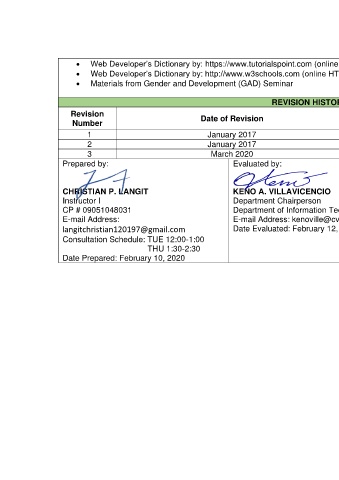 • Web Developer's Dictionary by: https://www.tutorialspoint.com (online
• Web Developer's Dictionary by: http://www.w3schools.com (online HT
• Materials from Gender and Development (GAD) Seminar
REVISION HISTOR
Revision Number Date of Revision
1 January 2017
2 January 2017
3 March 2020
Prepared by: Evaluated by:
CHRISTIAN P. LANGIT KENO A. VILLAVICENCIO
Instructor I Department Chairperson
CP # 09051048031 Department of Information Te
E-mail Address: E-mail Address: kenoville@cv
langitchristian120197@gmail.com Date Evaluated: February 12,
Consultation Schedule: TUE 12:00-1:00
THU 1:30-2:30
Date Prepared: February 10, 2020